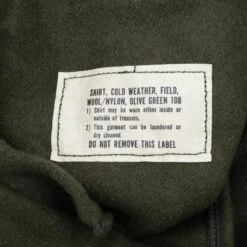 SHIRT, COLD WEATHER, FIELD,
WOOL/NYLON, OLIVE GREEN 108
1) Shirt may be worn either inside or
outside of trousers.
2) This garment can be laundered or
dry cleaned.
DO NOT REMOVE THIS LABEL